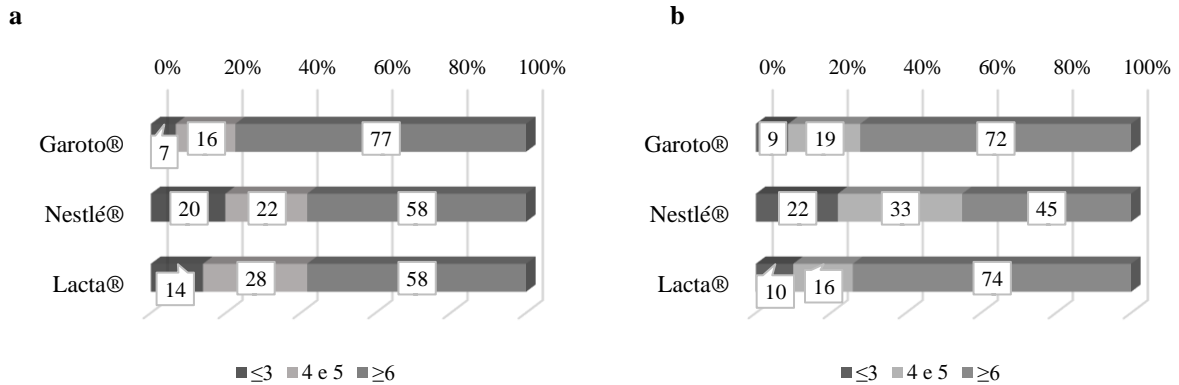 a
0% 20% 40% 60% 80% 100%
Garoto® 7 16 77
Nestlé® 20 22 58
Lacta® 14 28 58
≤3 4 e 5 ≥6
b
0% 20% 40% 60% 80% 100%
Garoto® 9 19 72
Nestlé® 22 33 45
Lacta® 10 16 74
≤3 4 e 5 ≥6